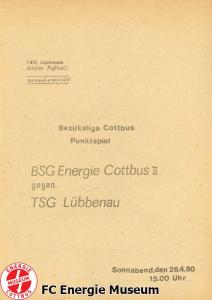 TSG Lübbenau
Sektion Fußball
Bezirksliga Cottbus
Punktspiel
BSG Energie Cottbus II
gegen
TSG Lübbenau
Sonnabend, den 26.4.80
15.00 Uhr
ENERGIE
MUSEUM
COTTBUS
FC Energie Museum